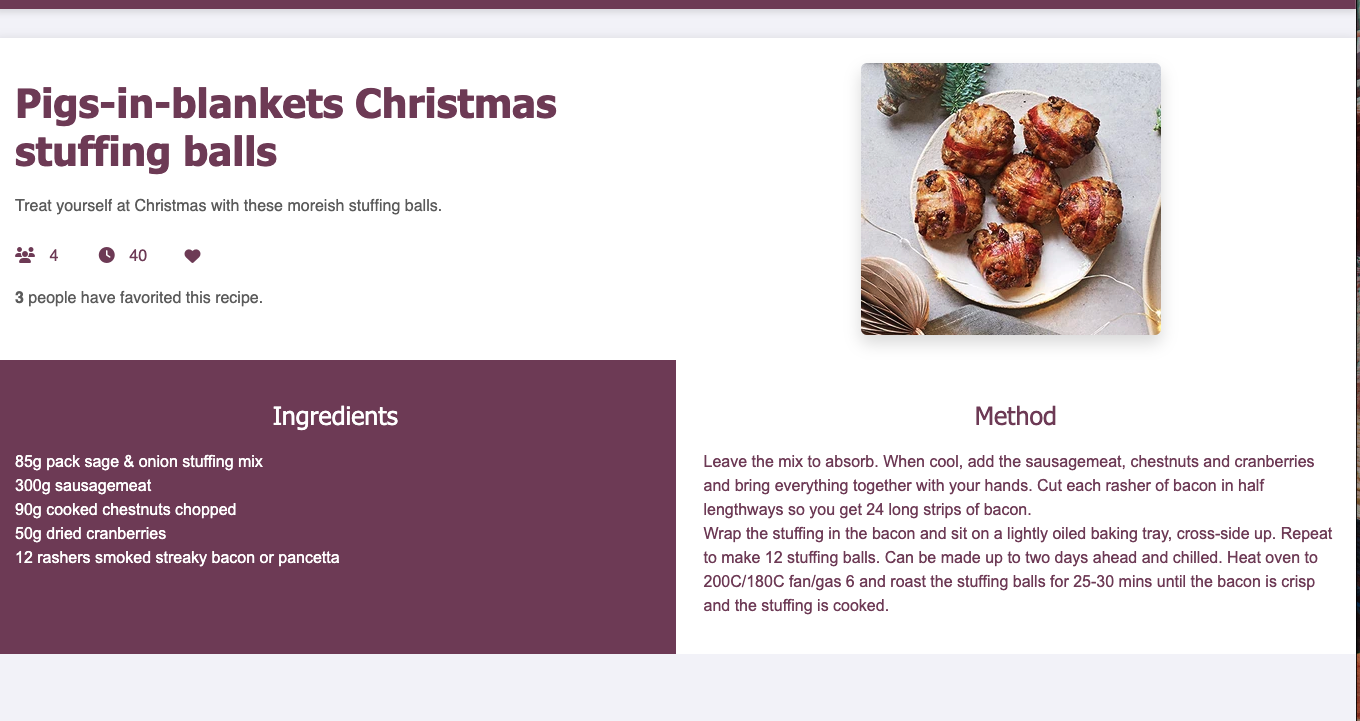 Pigs-in-blankets Christmas
stuffing balls
Treat yourself at Christmas with these moreish stuffing balls.
4 40
3 people have favorited this recipe.
Ingredients
85g pack sage & onion stuffing mix
300g sausagemeat
90g cooked chestnuts chopped
50g dried cranberries
12 rashers smoked streaky bacon or pancetta
Method
Leave the mix to absorb. When cool, add the sausagemeat, chestnuts and cranberries
and bring everything together with your hands. Cut each rasher of bacon in half
lengthways so you get 24 long strips of bacon.
Wrap the stuffing in the bacon and sit on a lightly oiled baking tray, cross-side up. Repeat
to make 12 stuffing balls. Can be made up to two days ahead and chilled. Heat oven to
200C/180C fan/gas 6 and roast the stuffing balls for 25-30 mins until the bacon is crisp
and the stuffing is cooked.